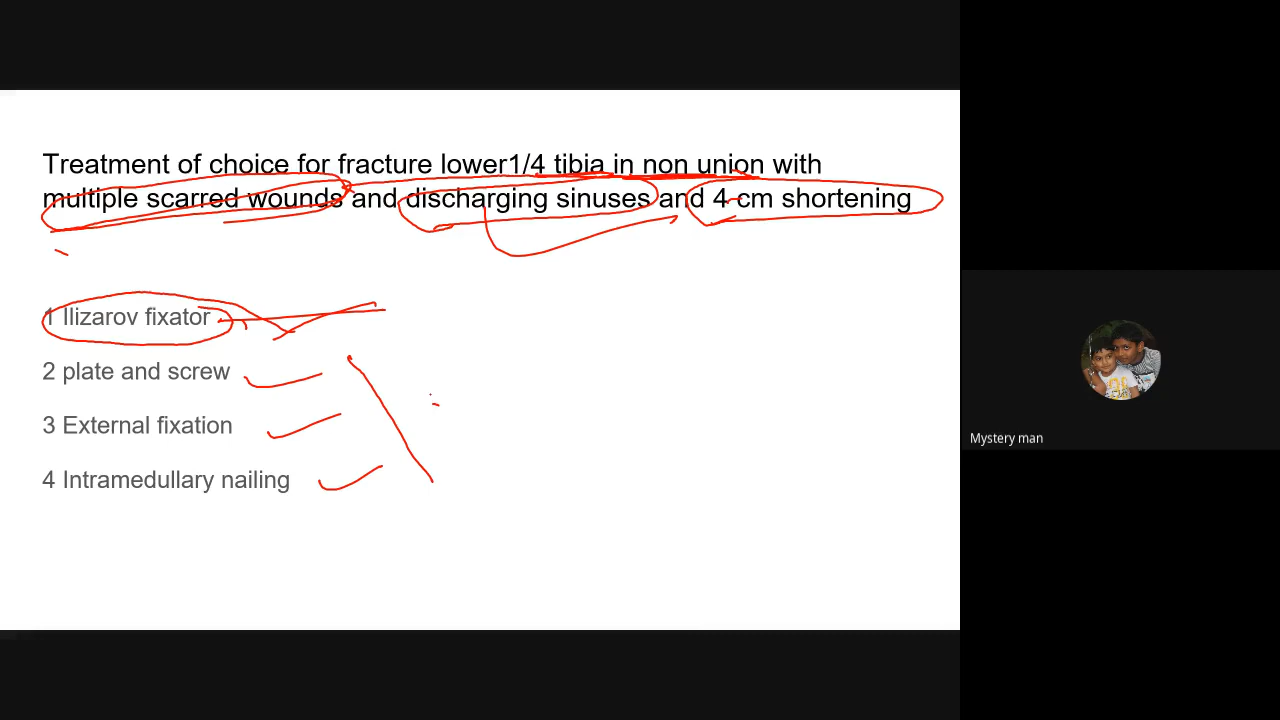 Treatment of choice for fracture lower1/4 tibia in non union with
multiple scarred wounds and discharging sinuses and 4 cm shortening
1 Ilizarov fixator
2 plate and screw
3 External fixation
4 Intramedullary nailing
Mystery man